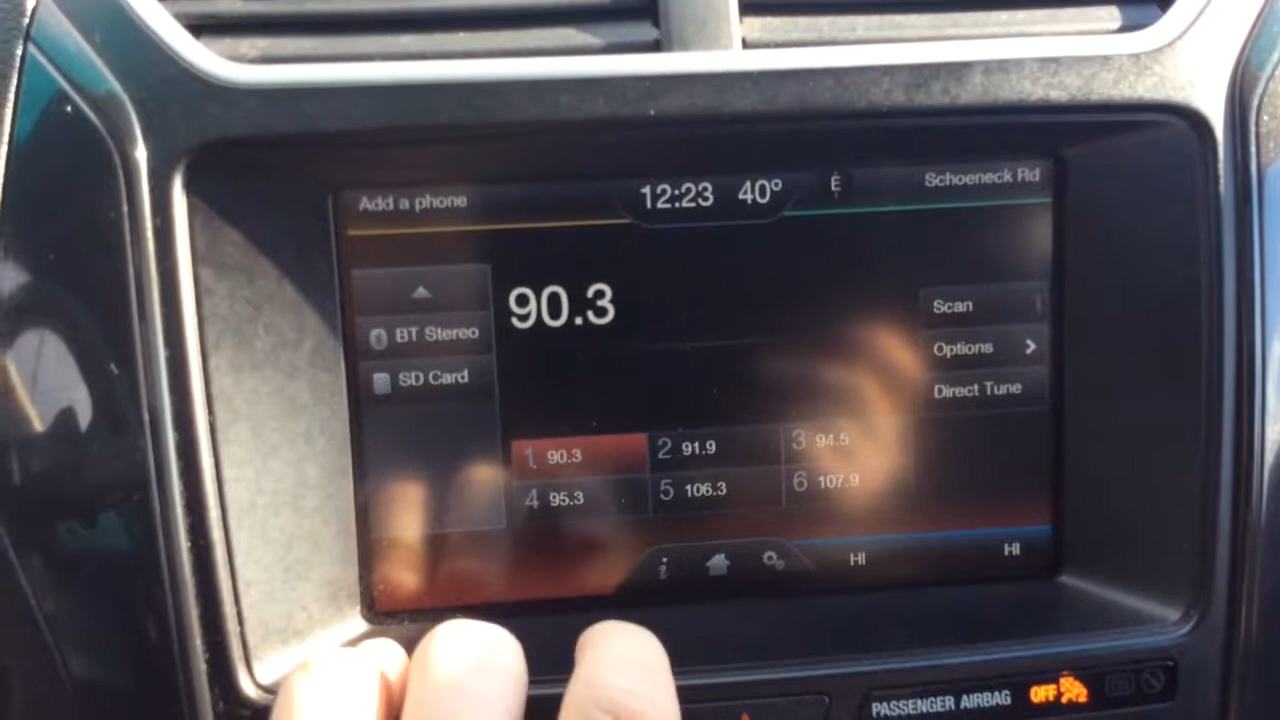 Add a phone
12:23 40° E
Schoeneck Rd
90.3
BT Stereo
SD Card
Scan
Options
Direct Tune
1 90.3 2 91.9 3 94.5
4 95.3 5 106.3 6 107.9
i HI HI
PASSENGER AIRBAG OFF